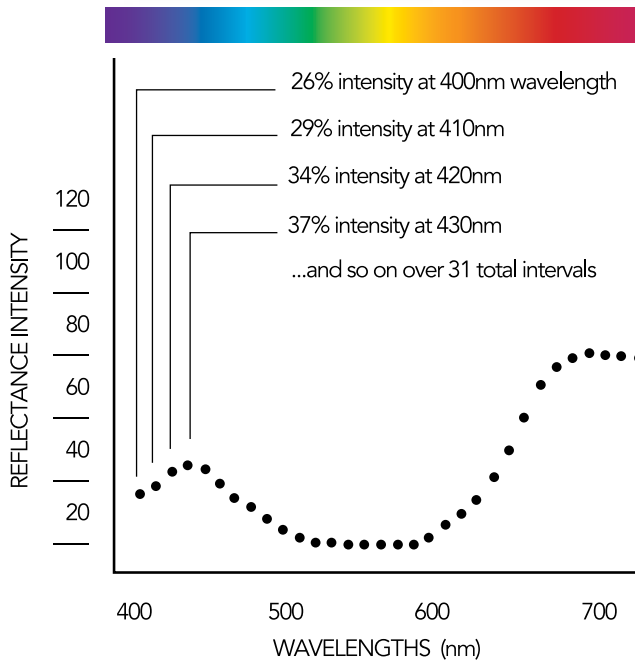 26% intensity at 400nm wavelength
29% intensity at 410nm
34% intensity at 420nm
37% intensity at 430nm
...and so on over 31 total intervals
REFLECTANCE INTENSITY
120
100
80
60
40
20
400 500 600 700
WAVELENGTHS (nm)